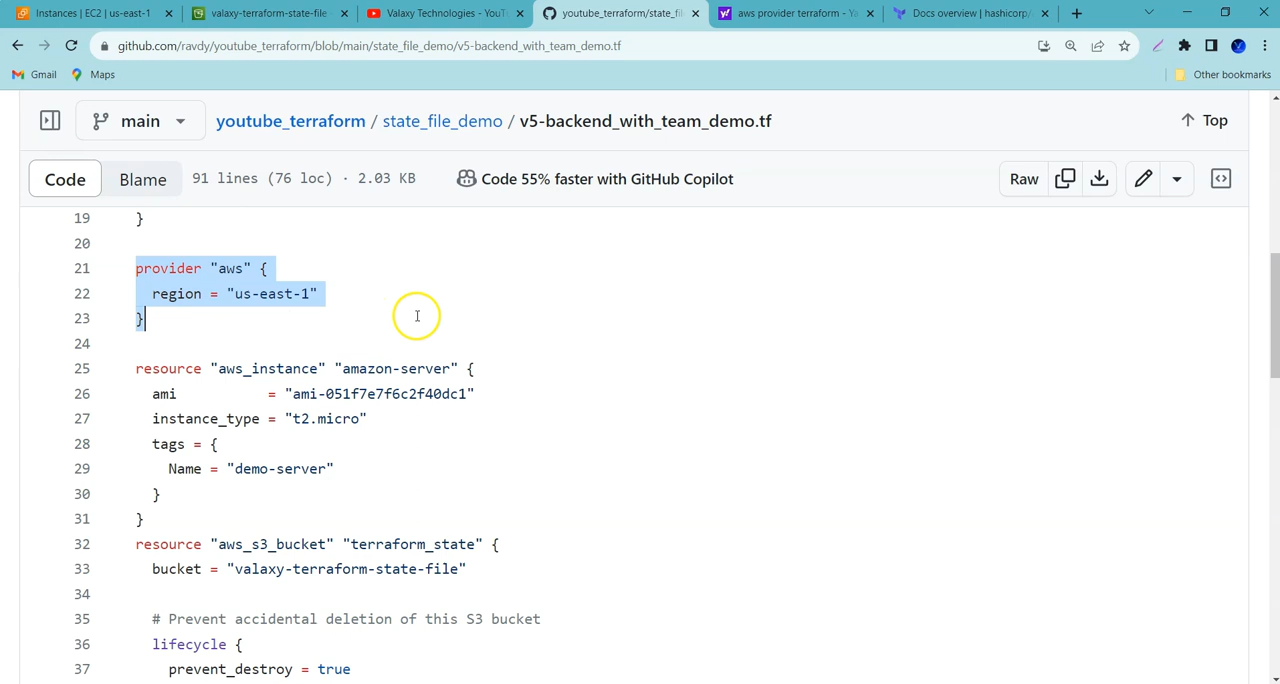 Instances | EC2 | us-east-1
valaxy-terraform-state-file
Valaxy Technologies - YouT
youtube_terraform/state_fi
aws provider terraform - Ya
Docs overview | hashicorp/
github.com/ravdy/youtube_terraform/blob/main/state_file_demo/v5-backend_with_team_demo.tf
Gmail
Maps
Other bookmarks
main
youtube_terraform / state_file_demo / v5-backend_with_team_demo.tf
Top
Code
Blame
91 lines (76 loc) · 2.03 KB
Code 55% faster with GitHub Copilot
Raw
19 }
20
21 provider "aws" {
22 region = "us-east-1"
23 }
24
25 resource "aws_instance" "amazon-server" {
26 ami = "ami-051f7e7f6c2f40dc1"
27 instance_type = "t2.micro"
28 tags = {
29 Name = "demo-server"
30 }
31 }
32 resource "aws_s3_bucket" "terraform_state" {
33 bucket = "valaxy-terraform-state-file"
34
35 # Prevent accidental deletion of this S3 bucket
36 lifecycle {
37 prevent_destroy = true